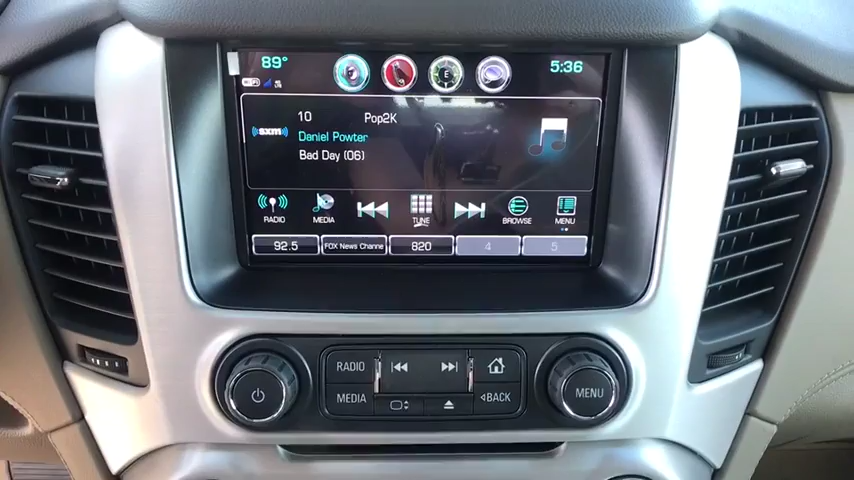 89°
5:36
E
10 Pop2K
((sxm))
Daniel Powter
Bad Day (06)
RADIO MEDIA TUNE BROWSE MENU
92.5 FOX News Channe 820 4 5
RADIO
MEDIA
◁BACK
MENU